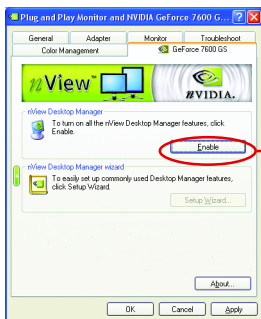 Plug and Play Monitor and NVIDIA GeForce 7600 G...
General Adapter Monitor Troubleshoot
Color Management GeForce 7600 GS
nView
NVIDIA.
nView Desktop Manager
To turn on all the nView Desktop Manager features, click
Enable.
Enable
nView Desktop Manager wizard
To easily set up commonly used Desktop Manager features,
click Setup Wizard.
Setup Wizard...
About...
OK Cancel Apply